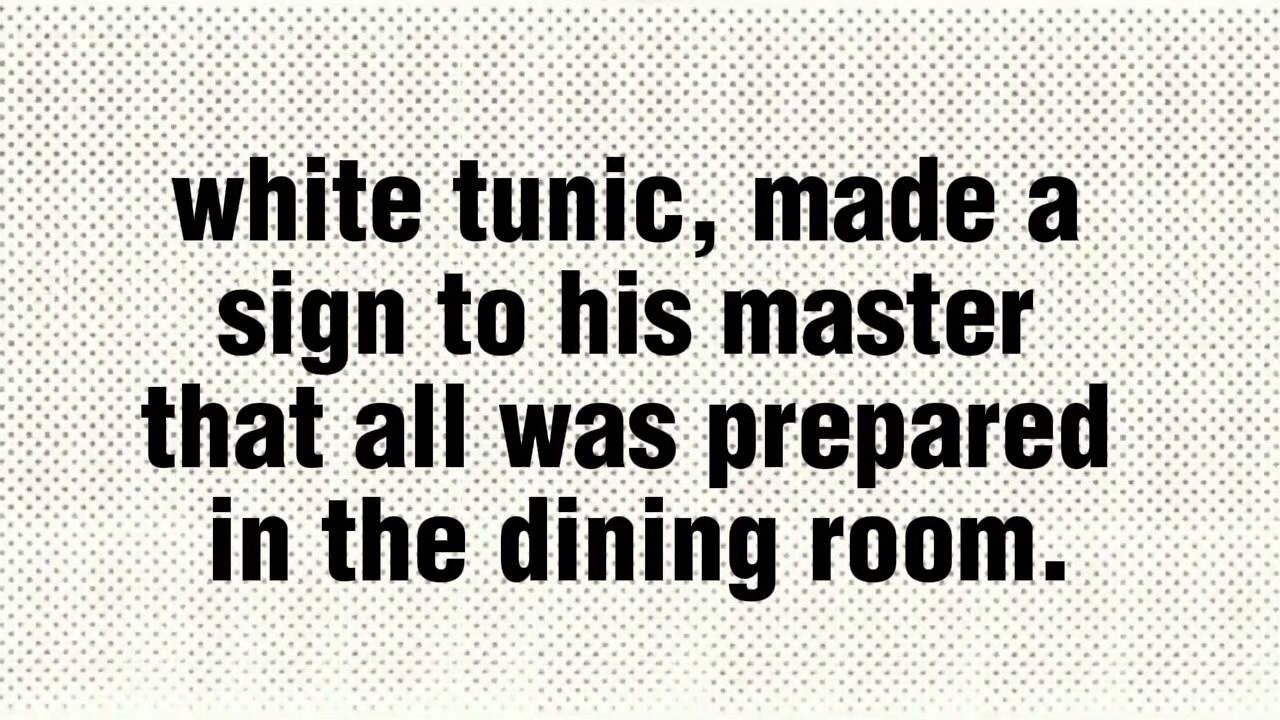 white tunic, made a
sign to his master
that all was prepared
in the dining room.